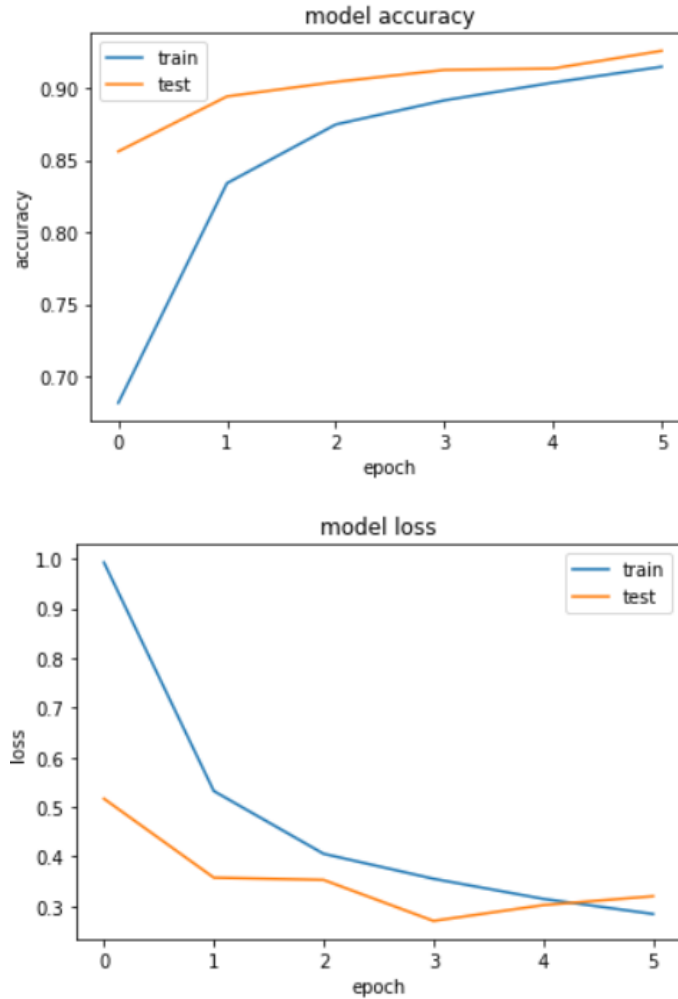 model accuracy
train
test
0.90
0.85
0.80
0.75
0.70
accuracy
0 1 2 3 4 5
epoch
model loss
train
test
1.0
0.9
0.8
0.7
0.6
0.5
0.4
0.3
loss
0 1 2 3 4 5
epoch